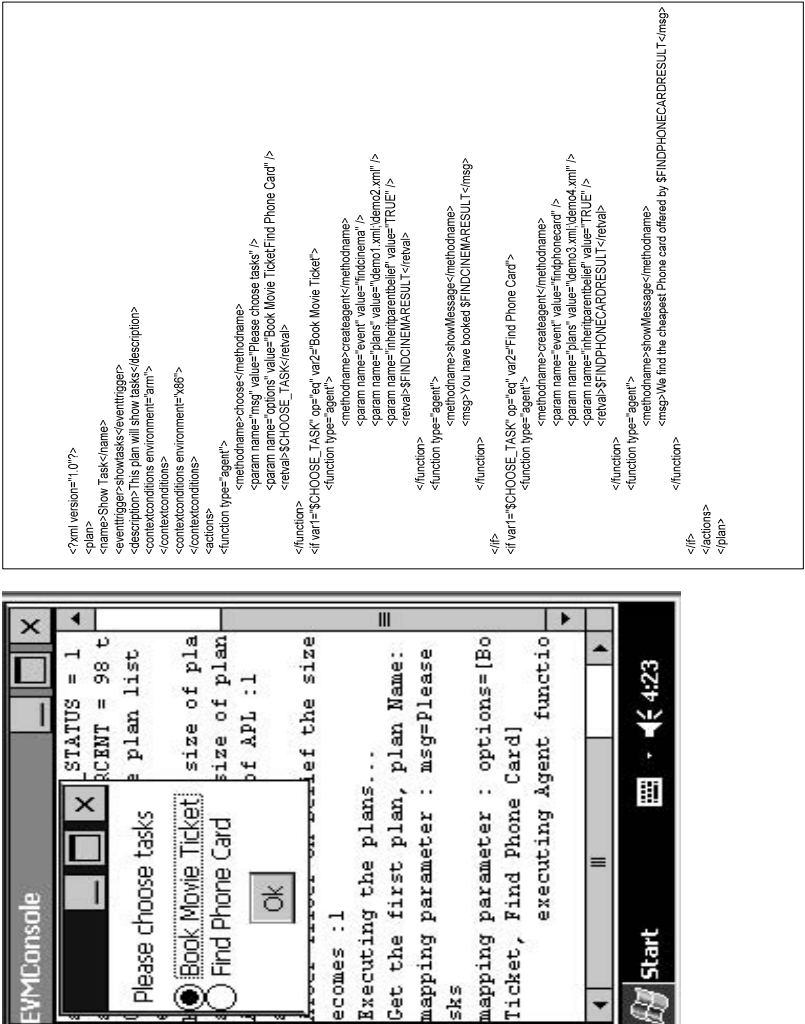 <?xml version="1.0"?>
<plan>
<name>Show Task</name>
<eventtrigger>showtasks</eventtrigger>
<description>This plan will show tasks</description>
<contextconditions environment="arm">
</contextconditions>
<contextconditions environment="x86">
</contextconditions>
<actions>
<function type="agent">
<methodname>choose</methodname>
<param name="msg" value="Please choose tasks" />
<param name="options" value="Book Movie Ticket;Find Phone Card" />
<retval>$CHOOSE_TASK</retval>
</function>
<if var1="$CHOOSE_TASK" op="eq" var2="Book Movie Ticket">
<function type="agent">
<methodname>createagent</methodname>
<param name="event" value="findcinema" />
<param name="plans" value="\demo1.xml;\demo2.xml" />
<param name="inheritparentbelief" value="TRUE" />
<retval>$FINDCINEMARESULT</retval>
</function>
<function type="agent">
<methodname>showMessage</methodname>
<msg>You have booked $FINDCINEMARESULT</msg>
</function>
</if>
<if var1="$CHOOSE_TASK" op="eq" var2="Find Phone Card">
<function type="agent">
<methodname>createagent</methodname>
<param name="event" value="findphonecard" />
<param name="plans" value="\demo3.xml;\demo4.xml" />
<param name="inheritparentbelief" value="TRUE" />
<retval>$FINDPHONECARDRESULT</retval>
</function>
<function type="agent">
<methodname>showMessage</methodname>
<msg>We find the cheapest Phone card offered by $FINDPHONECARDRESULT</msg>
</function>
</if>
</actions>
</plan>
EVMConsole
_STATUS = 1
RCENT = 98 t
plan list
size of pla
size of plan
of APL :1
the size
ecomes :1
Executing the plans...
Get the first plan, plan Name:
mapping parameter : msg=Please
sks
mapping parameter : options=[Bo
Ticket, Find Phone Card]
executing Agent functio
Please choose tasks
Book Movie Ticket
Find Phone Card
Ok
Start
4:23